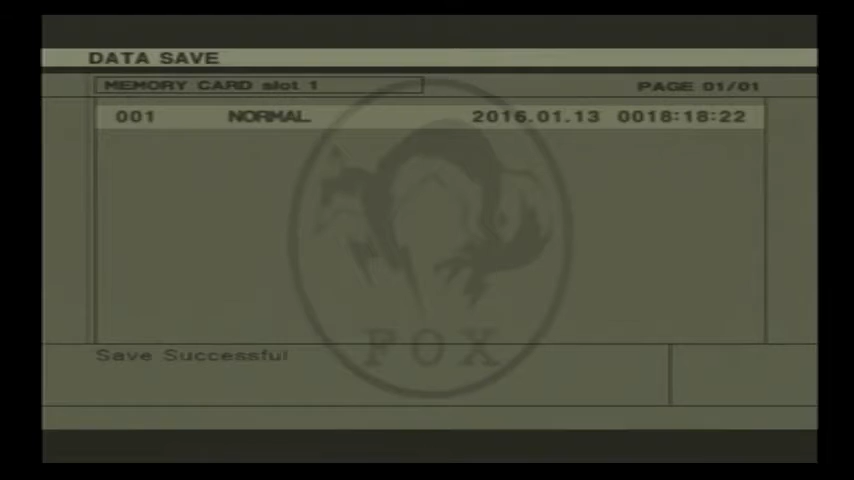 DATA SAVE
MEMORY CARD slot 1 PAGE 01/01
001 NORMAL 2016.01.13 0018:18:22
FOX
Save Successful